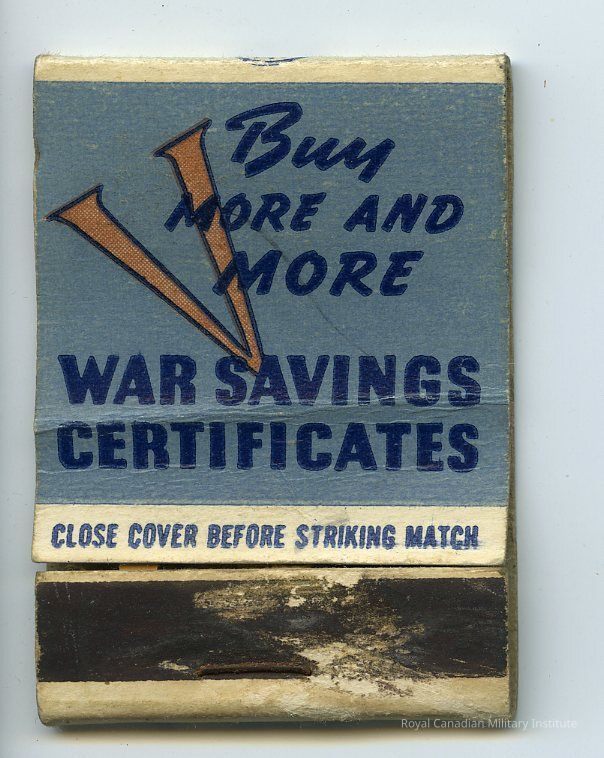 Buy
MORE AND
MORE
WAR SAVINGS
CERTIFICATES
CLOSE COVER BEFORE STRIKING MATCH
Royal Canadian Military Institute